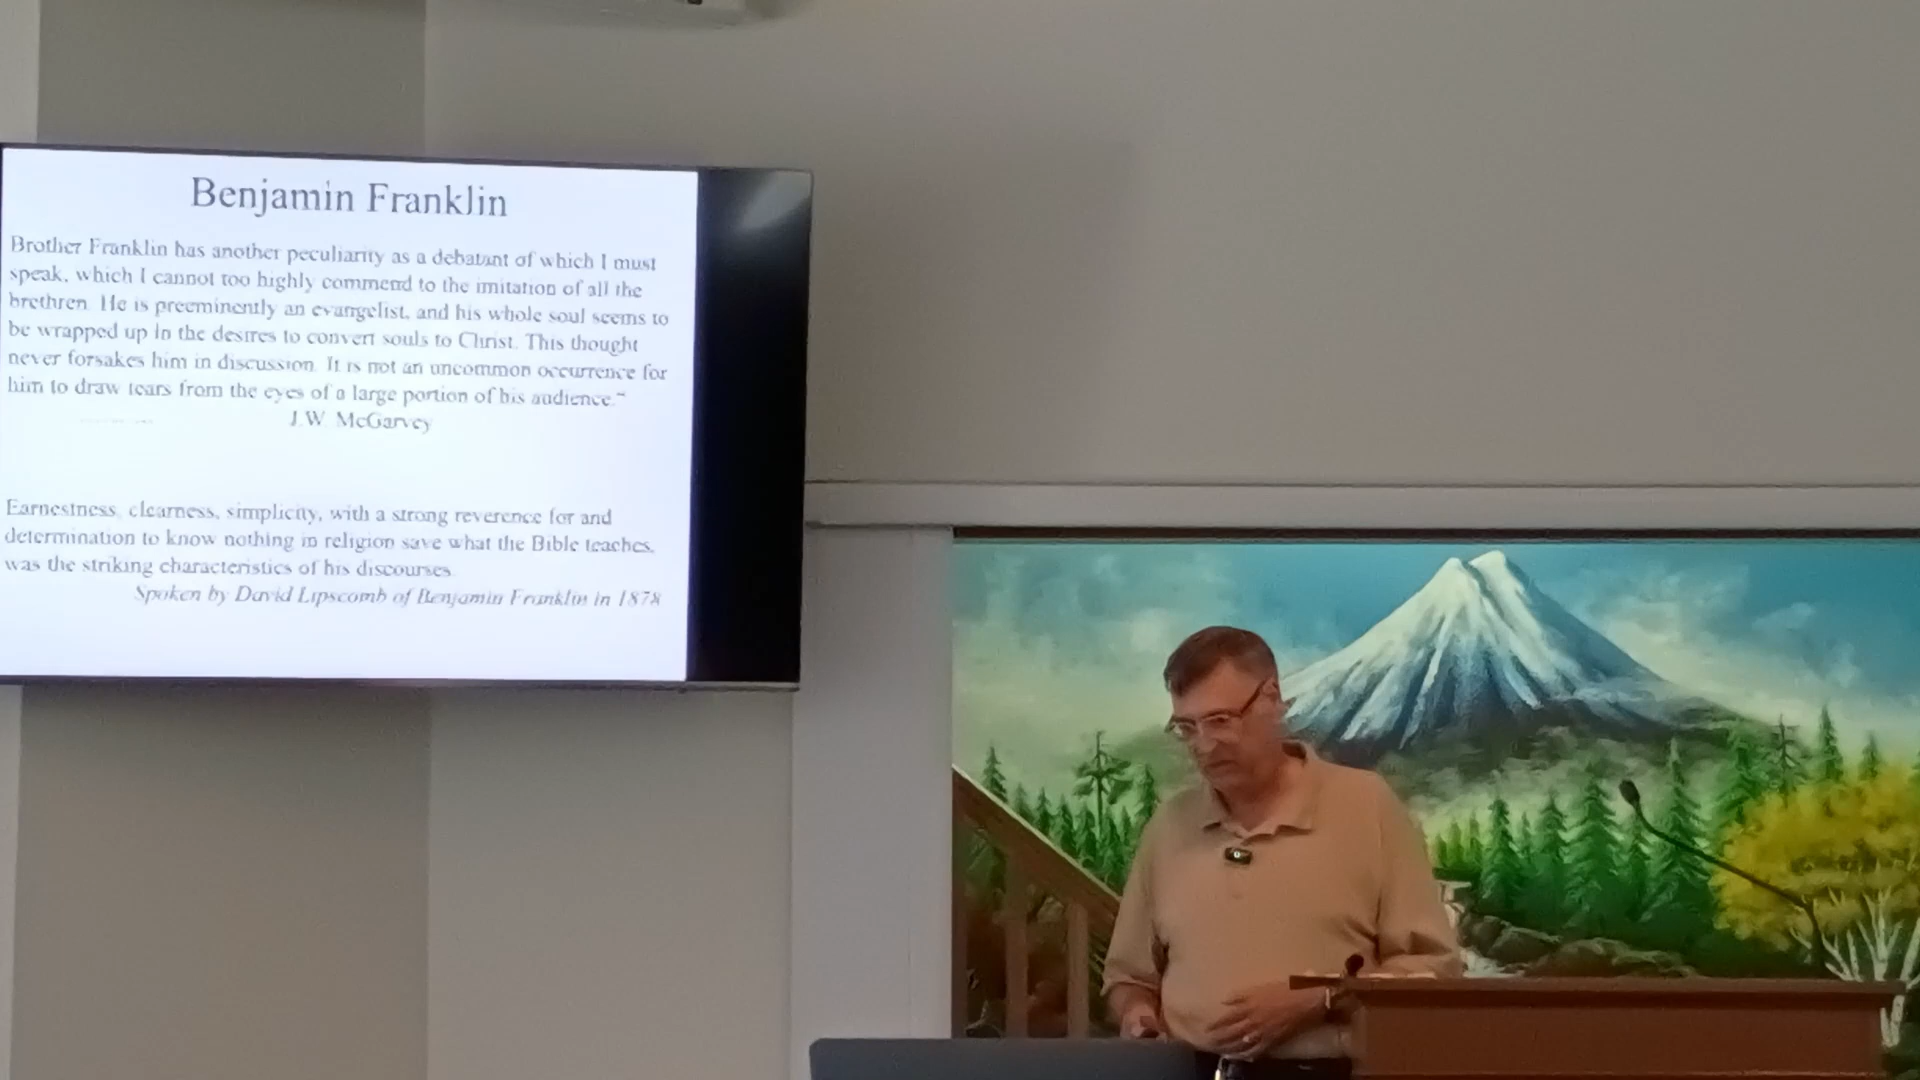 Benjamin Franklin
Brother Franklin has another peculiarity as a debatant of which I must
speak, which I cannot too highly commend to the imitation of all the
brethren. He is preeminently an evangelist, and his whole soul seems to
be wrapped up in the desires to convert souls to Christ. This thought
never forsakes him in discussion. It is not an uncommon occurrence for
him to draw tears from the eyes of a large portion of his audience."
J.W. McGarvey
Earnestness, clearness, simplicity, with a strong reverence for and
determination to know nothing in religion save what the Bible teaches,
was the striking characteristics of his discourses.
Spoken by David Lipscomb of Benjamin Franklin in 1878